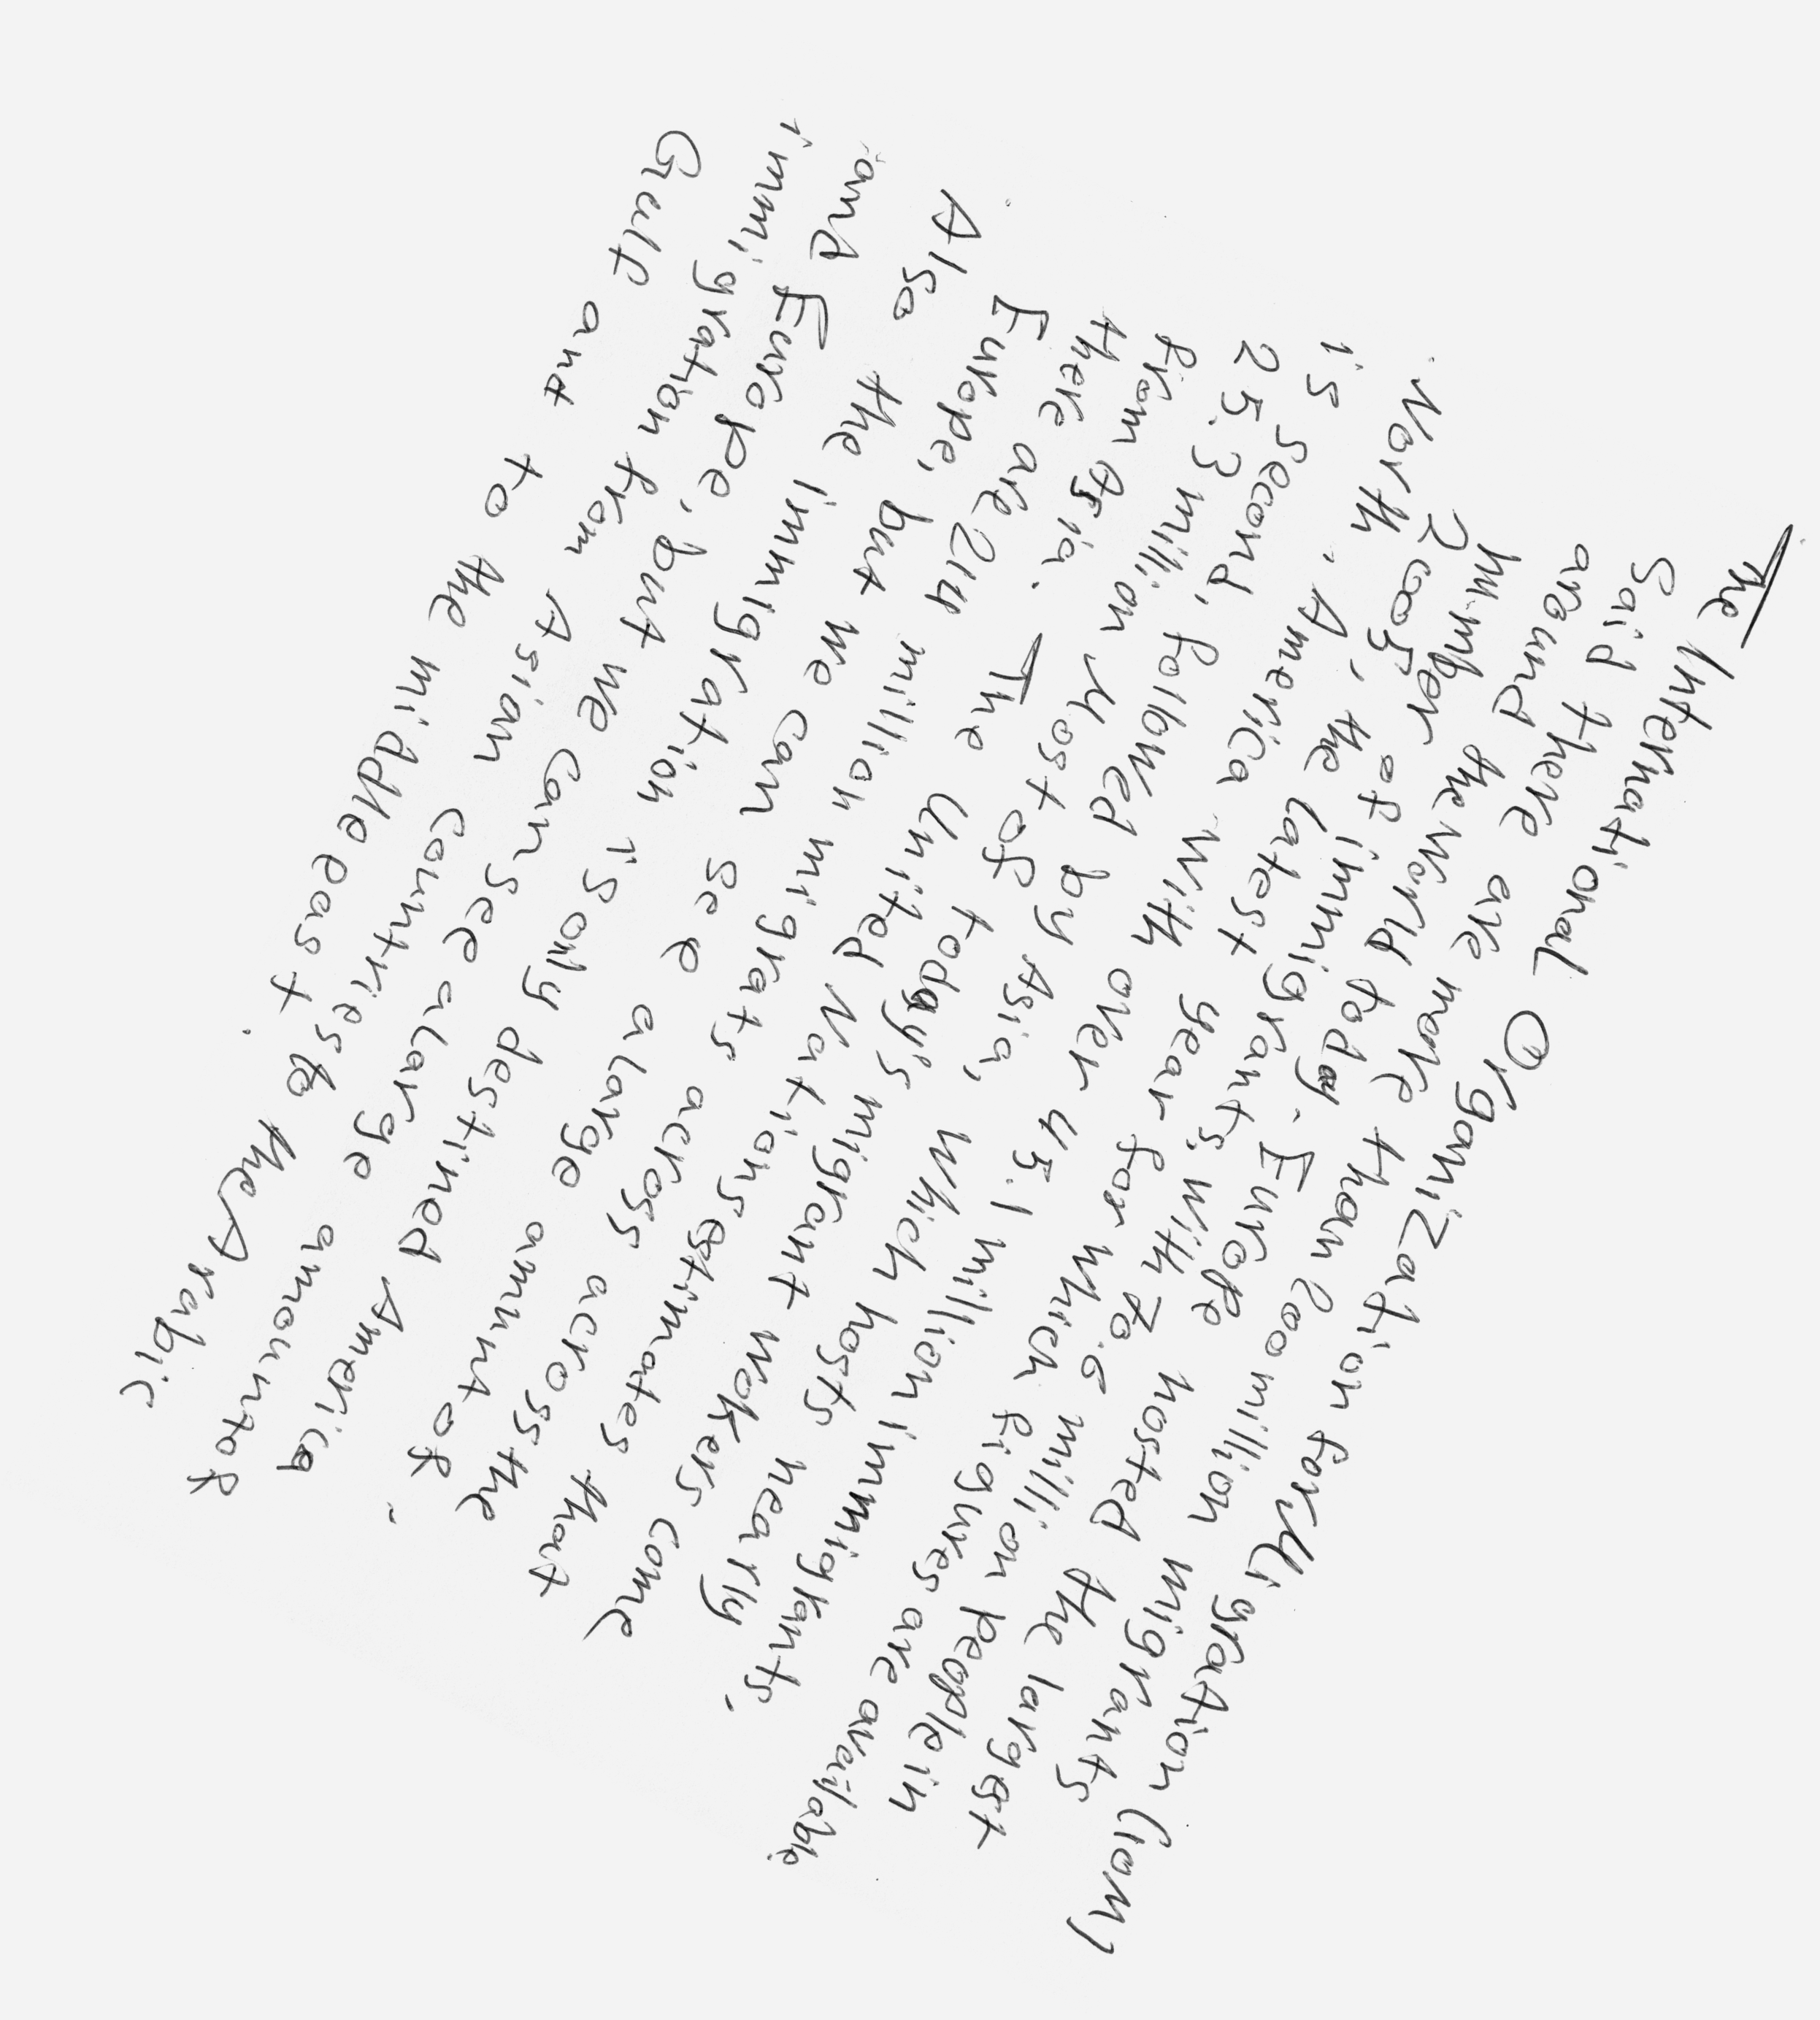 The International Organization for Migration (IOM)
Said there are more than 200 million migrants
around the world today. Europe hosted the largest
number of immigrants, with 70.6 million people in
2005, the latest year for which figures are available.
North America with over 45.1 million immigrants,
is second, followed by Asia, which hosts nearly
25.3 million Most of today's migrant wokers come
from Asia. The United Nations estimates that
there are 214 million migrats across across the
Europe, but we can see a large ammunt of.
Also the immigration is only destined America
and Europe, but we can see a large amount of
immigration from Asian countries to the Arabic
Gulf ant to the middle east.